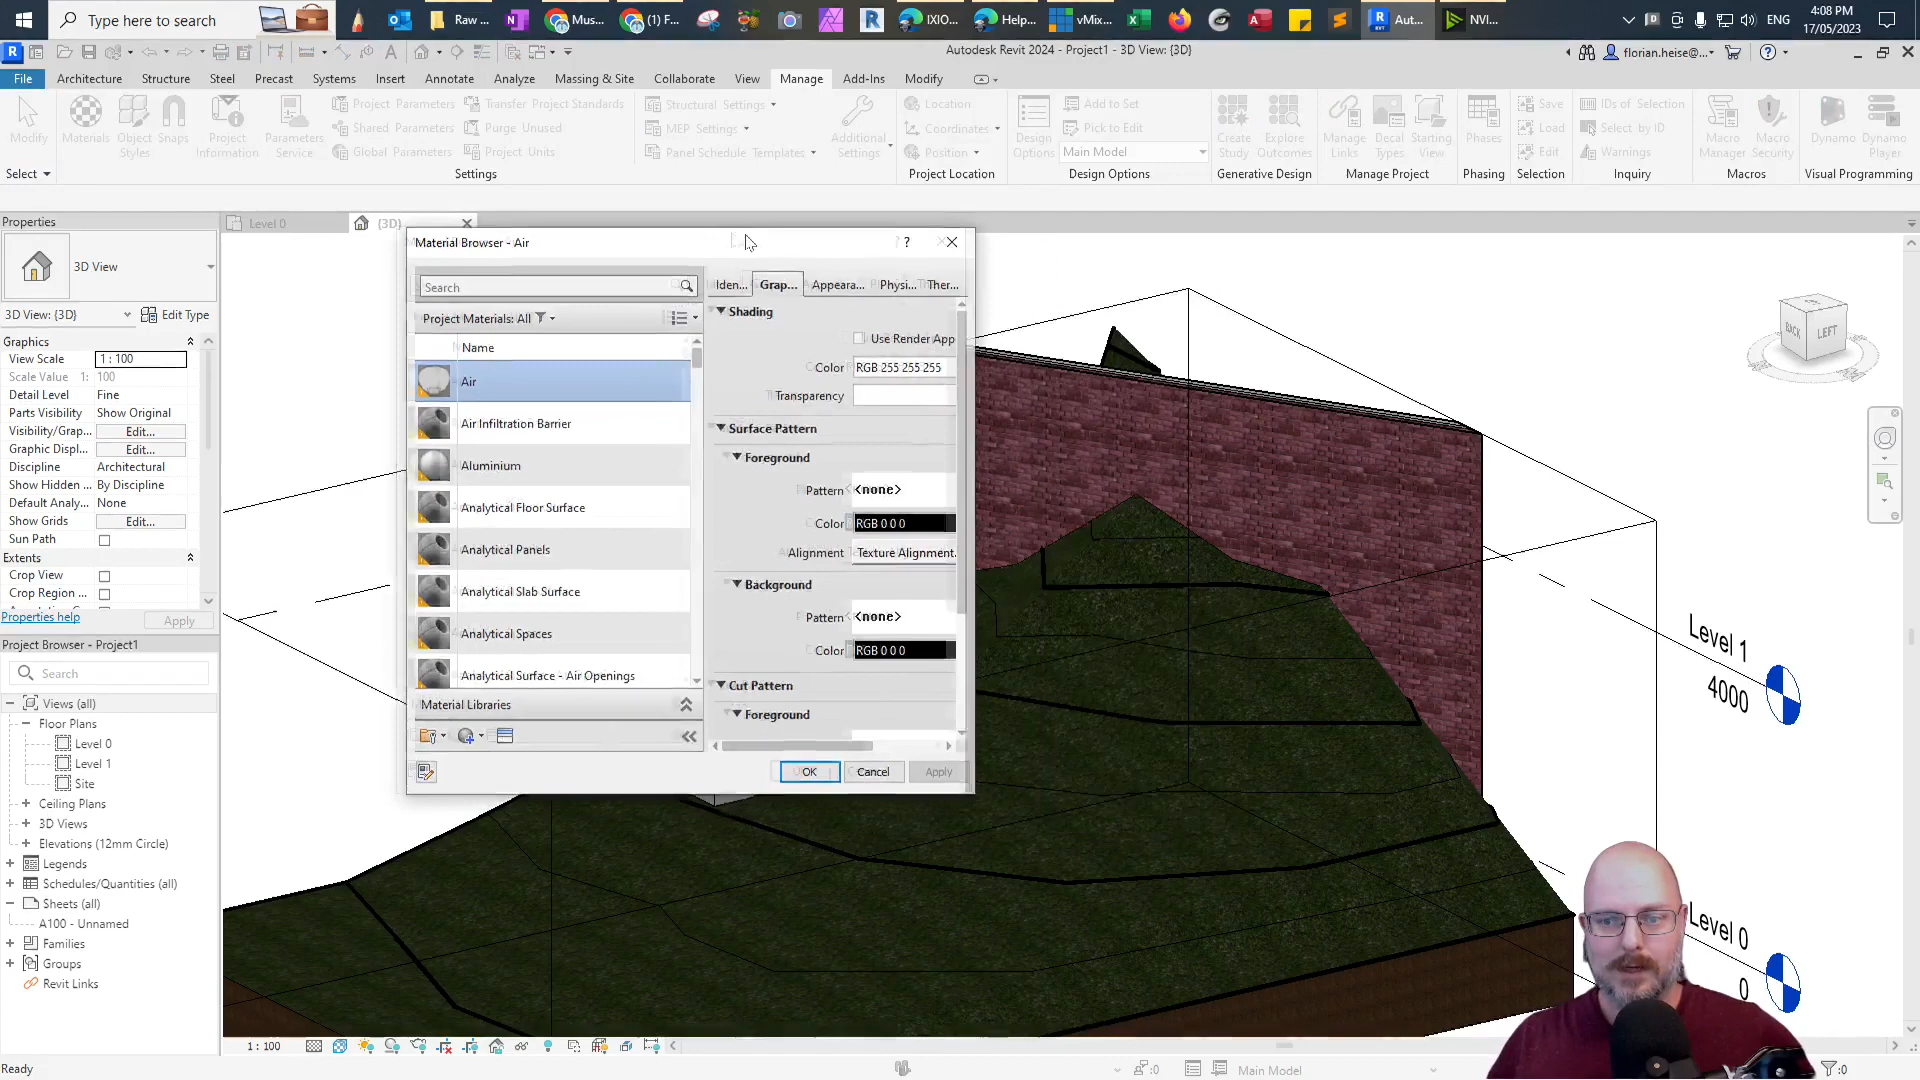 Type here to search
Raw ...
Mus...
(1) F...
IXIO...
Help...
vMix...
Aut...
NVI...
ENG
4:08 PM
17/05/2023
Autodesk Revit 2024 - Project1 - 3D View: {3D}
florian.heise@...
File
Architecture
Structure
Steel
Precast
Systems
Insert
Annotate
Analyze
Massing & Site
Collaborate
View
Manage
Add-Ins
Modify
Modify
Materials
Object Styles
Snaps
Project Information
Parameters Service
Project Parameters
Shared Parameters
Global Parameters
Transfer Project Standards
Purge Unused
Project Units
Structural Settings
MEP Settings
Panel Schedule Templates
Additional Settings
Location
Coordinates
Position
Design Options
Add to Set
Pick to Edit
Main Model
Create Study
Explore Outcomes
Manage Links
Decal Types
Starting View
Phases
Save
Load
Edit
IDs of Selection
Select by ID
Warnings
Macro Manager
Macro Security
Dynamo
Dynamo Player
Select
Settings
Project Location
Design Options
Generative Design
Manage Project
Phasing
Selection
Inquiry
Macros
Visual Programming
Properties
Level 0
{3D}
3D View
3D View: {3D}
Edit Type
Graphics
View Scale
1 : 100
Scale Value 1:
100
Detail Level
Fine
Parts Visibility
Show Original
Visibility/Grap...
Edit...
Graphic Displ...
Edit...
Discipline
Architectural
Show Hidden ...
By Discipline
Default Analy...
None
Show Grids
Edit...
Sun Path
Extents
Crop View
Crop Region ...
Properties help
Apply
Project Browser - Project1
Search
Views (all)
Floor Plans
Level 0
Level 1
Site
Ceiling Plans
3D Views
Elevations (12mm Circle)
Legends
Schedules/Quantities (all)
Sheets (all)
A100 - Unnamed
Families
Groups
Revit Links
Material Browser - Air
?
Search
Project Materials: All
Name
Air
Air Infiltration Barrier
Aluminium
Analytical Floor Surface
Analytical Panels
Analytical Slab Surface
Analytical Spaces
Analytical Surface - Air Openings
Material Libraries
Iden...
Grap...
Appeara...
Physi...
Ther...
Shading
Use Render App
Color
RGB 255 255 255
Transparency
Surface Pattern
Foreground
Pattern
<none>
Color
RGB 0 0 0
Alignment
Texture Alignment.
Background
Pattern
<none>
Color
RGB 0 0 0
Cut Pattern
Foreground
OK
Cancel
Apply
BACK
LEFT
Level 1
4000
Level 0
0
1 : 100
Ready
:0
Main Model
:0